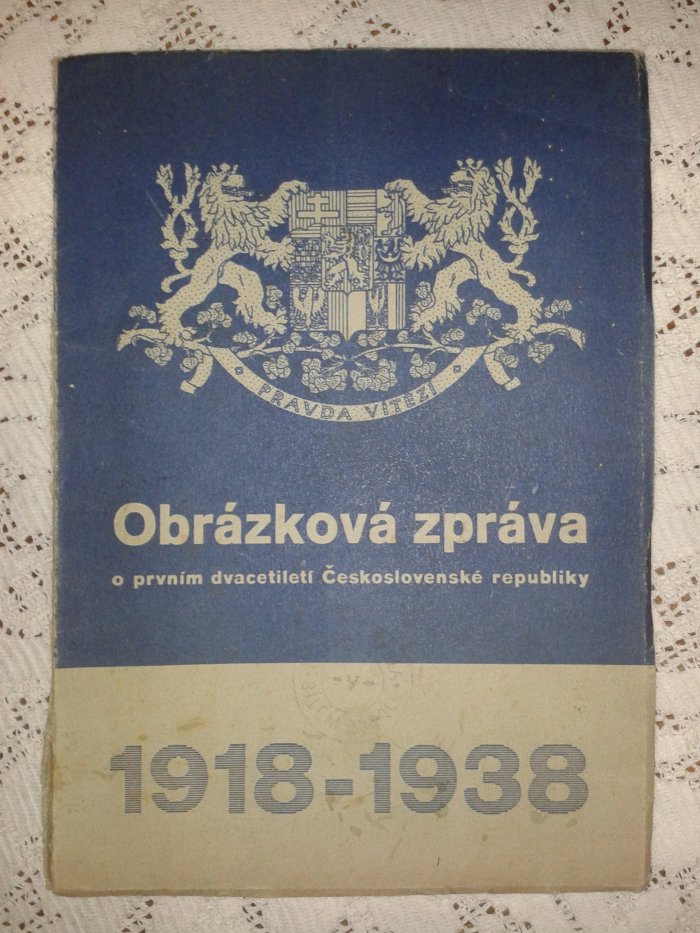 PRAVDA VÍTĚZÍ
Obrázková zpráva
o prvním dvacetiletí Československé republiky
1918-1938